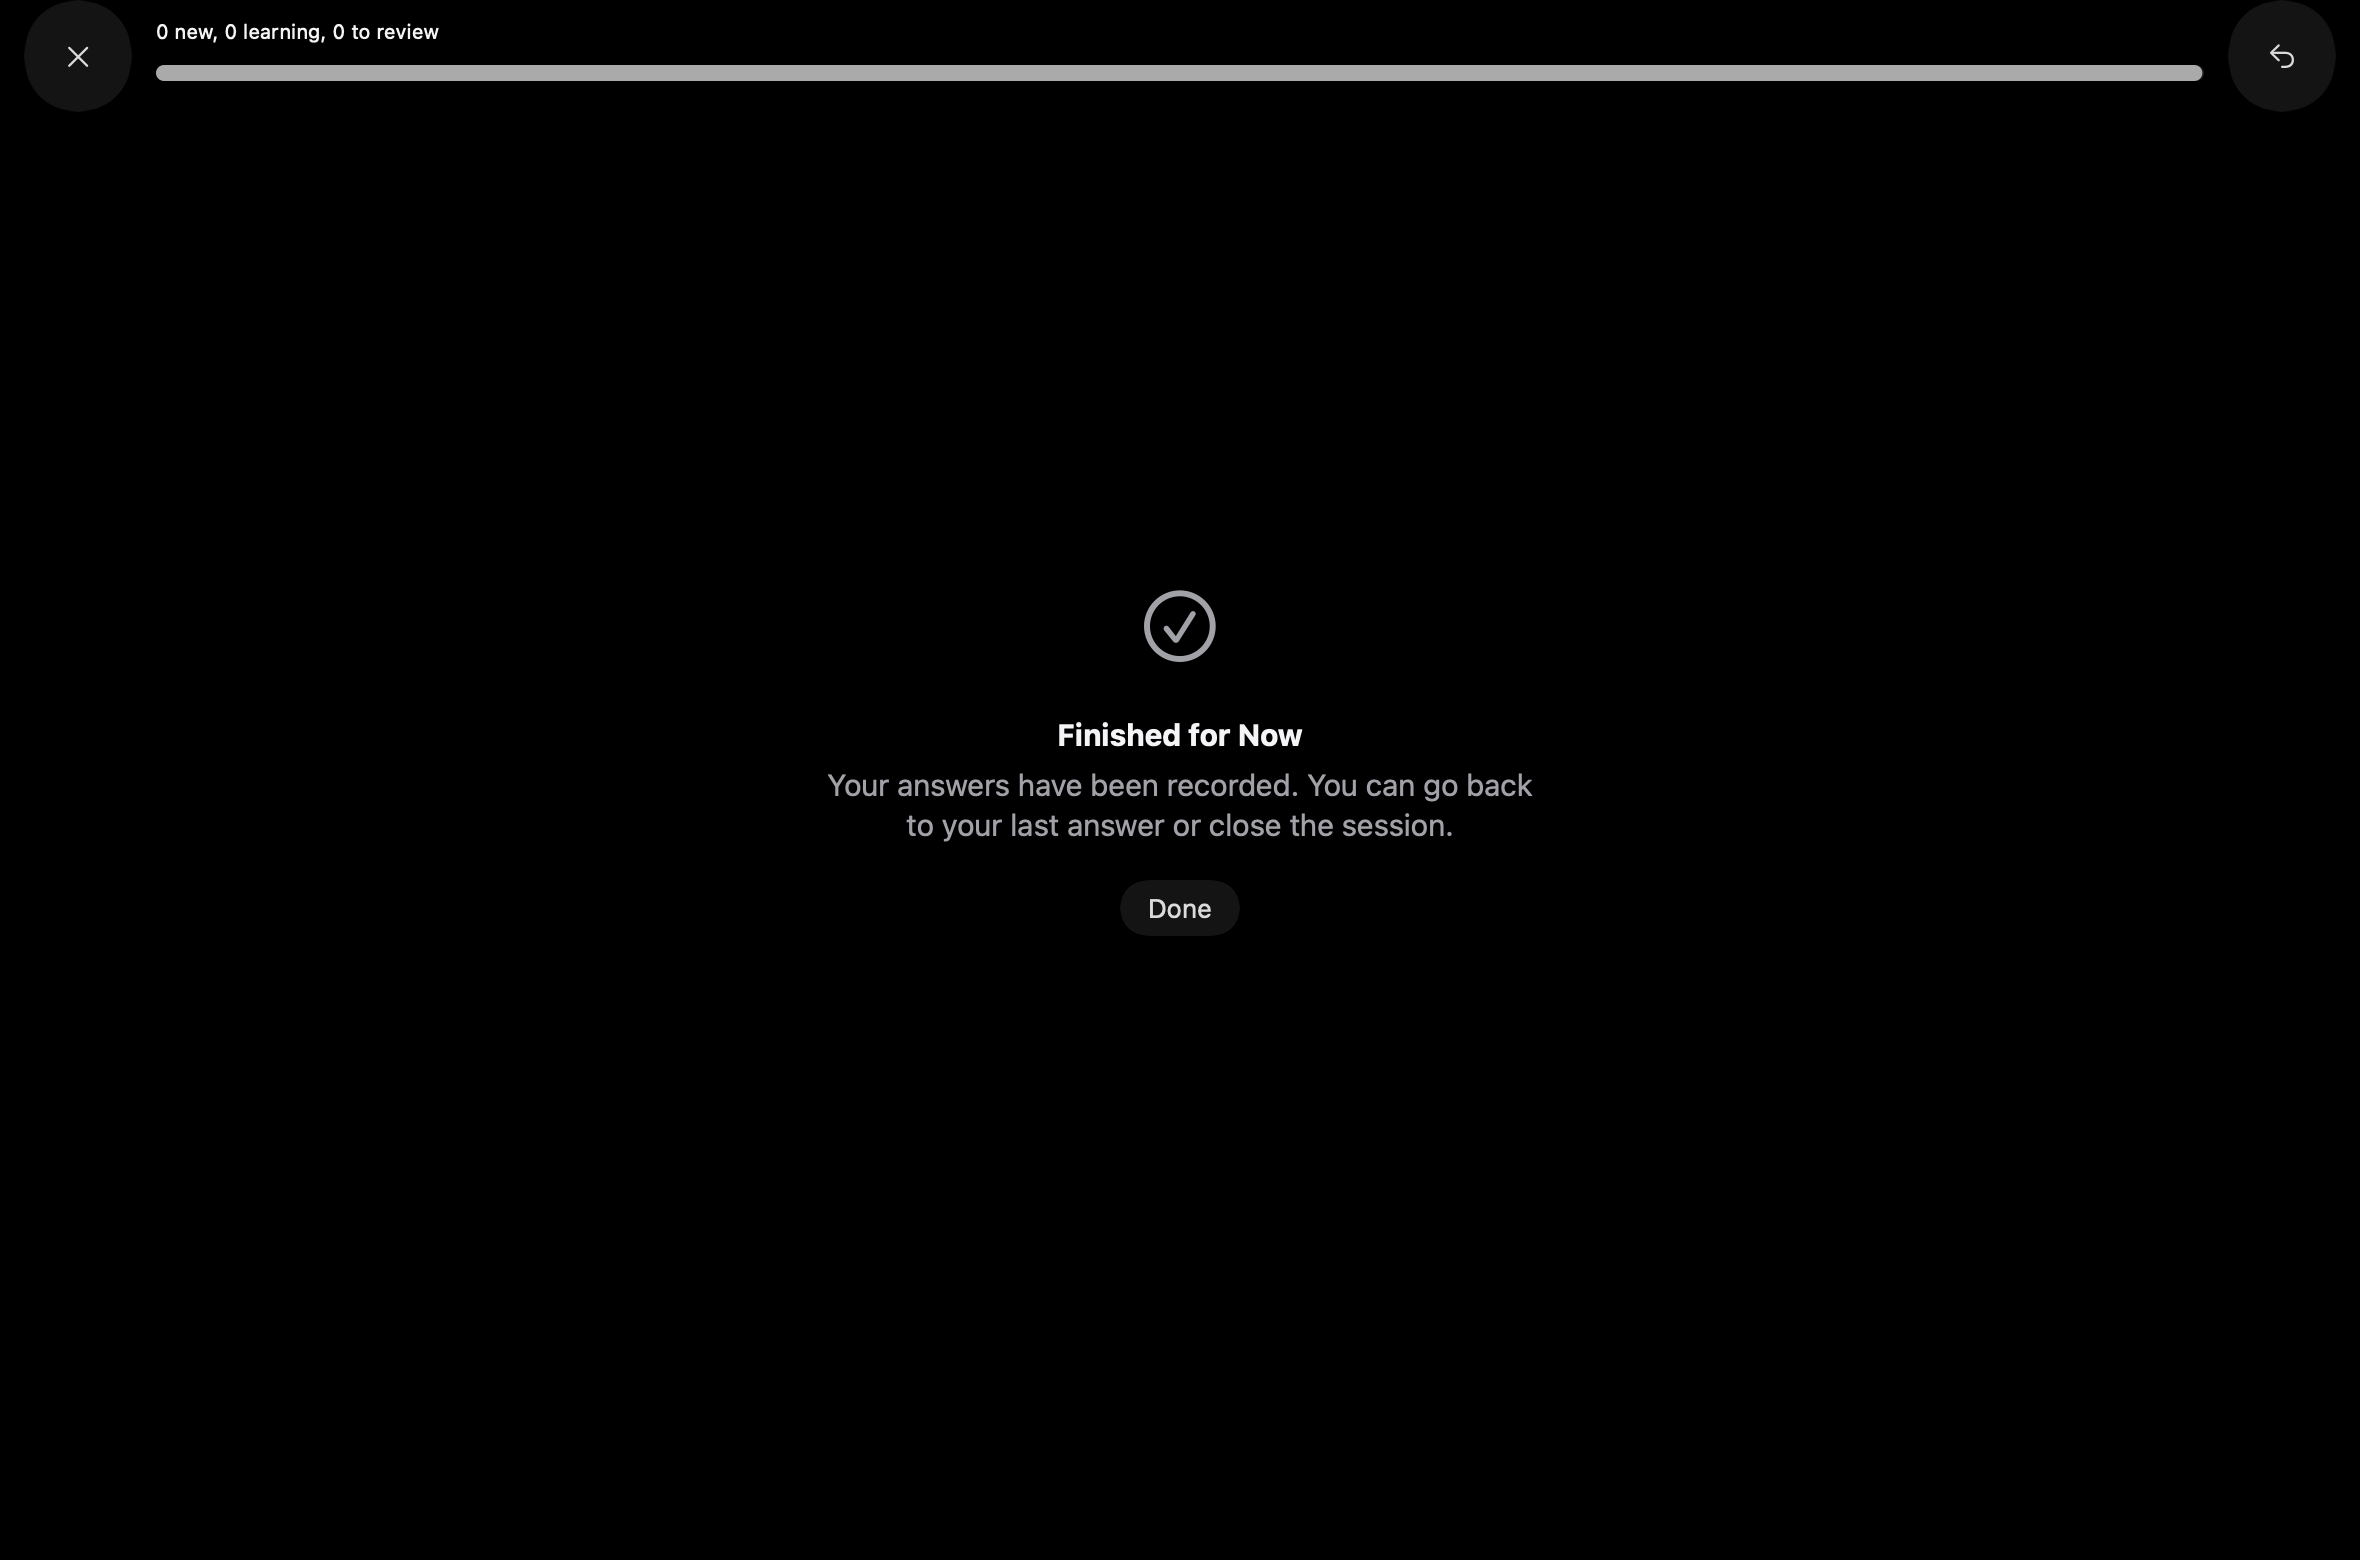 0 new, 0 learning, 0 to review
Finished for Now
Your answers have been recorded. You can go back
to your last answer or close the session.
Done